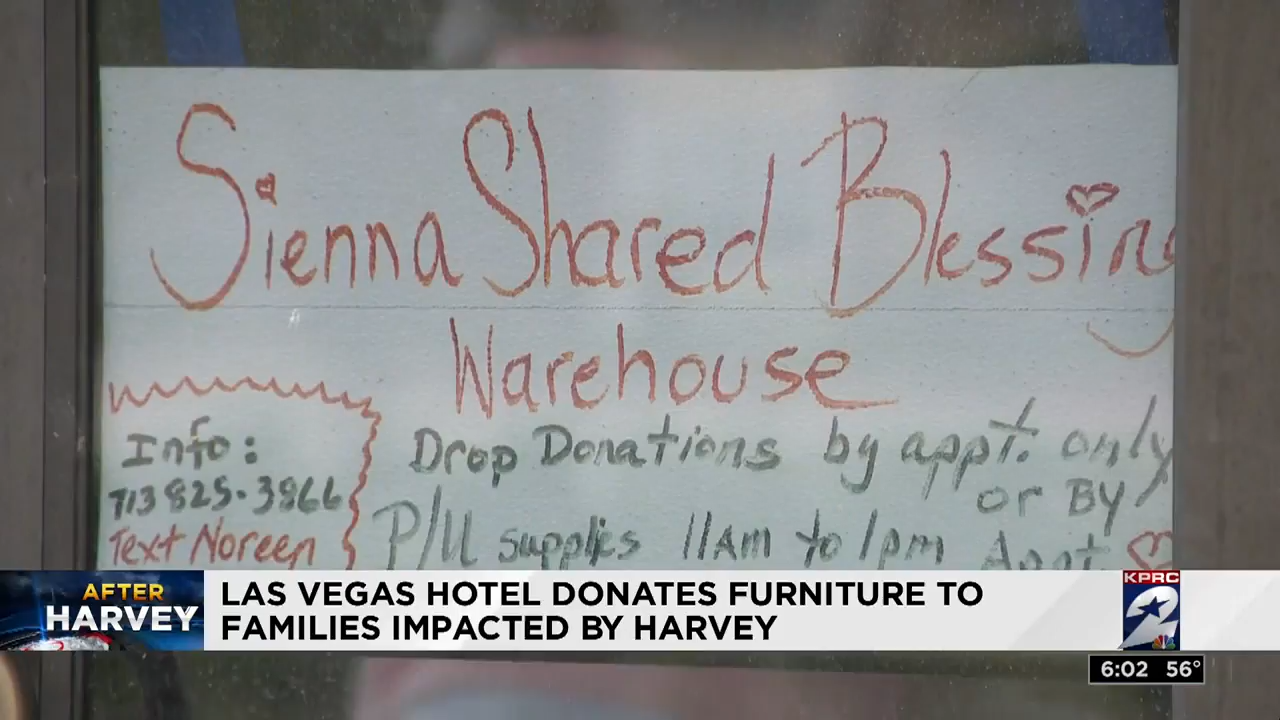 Sienna Shared Blessing
Warehouse
Info:
713 825-3866
Text Noreen
Drop Donations by appt. only
or By
P/U supplies 11Am to 1pm Appt.
AFTER
HARVEY
LAS VEGAS HOTEL DONATES FURNITURE TO
FAMILIES IMPACTED BY HARVEY
KPRC
2
6:02 56°